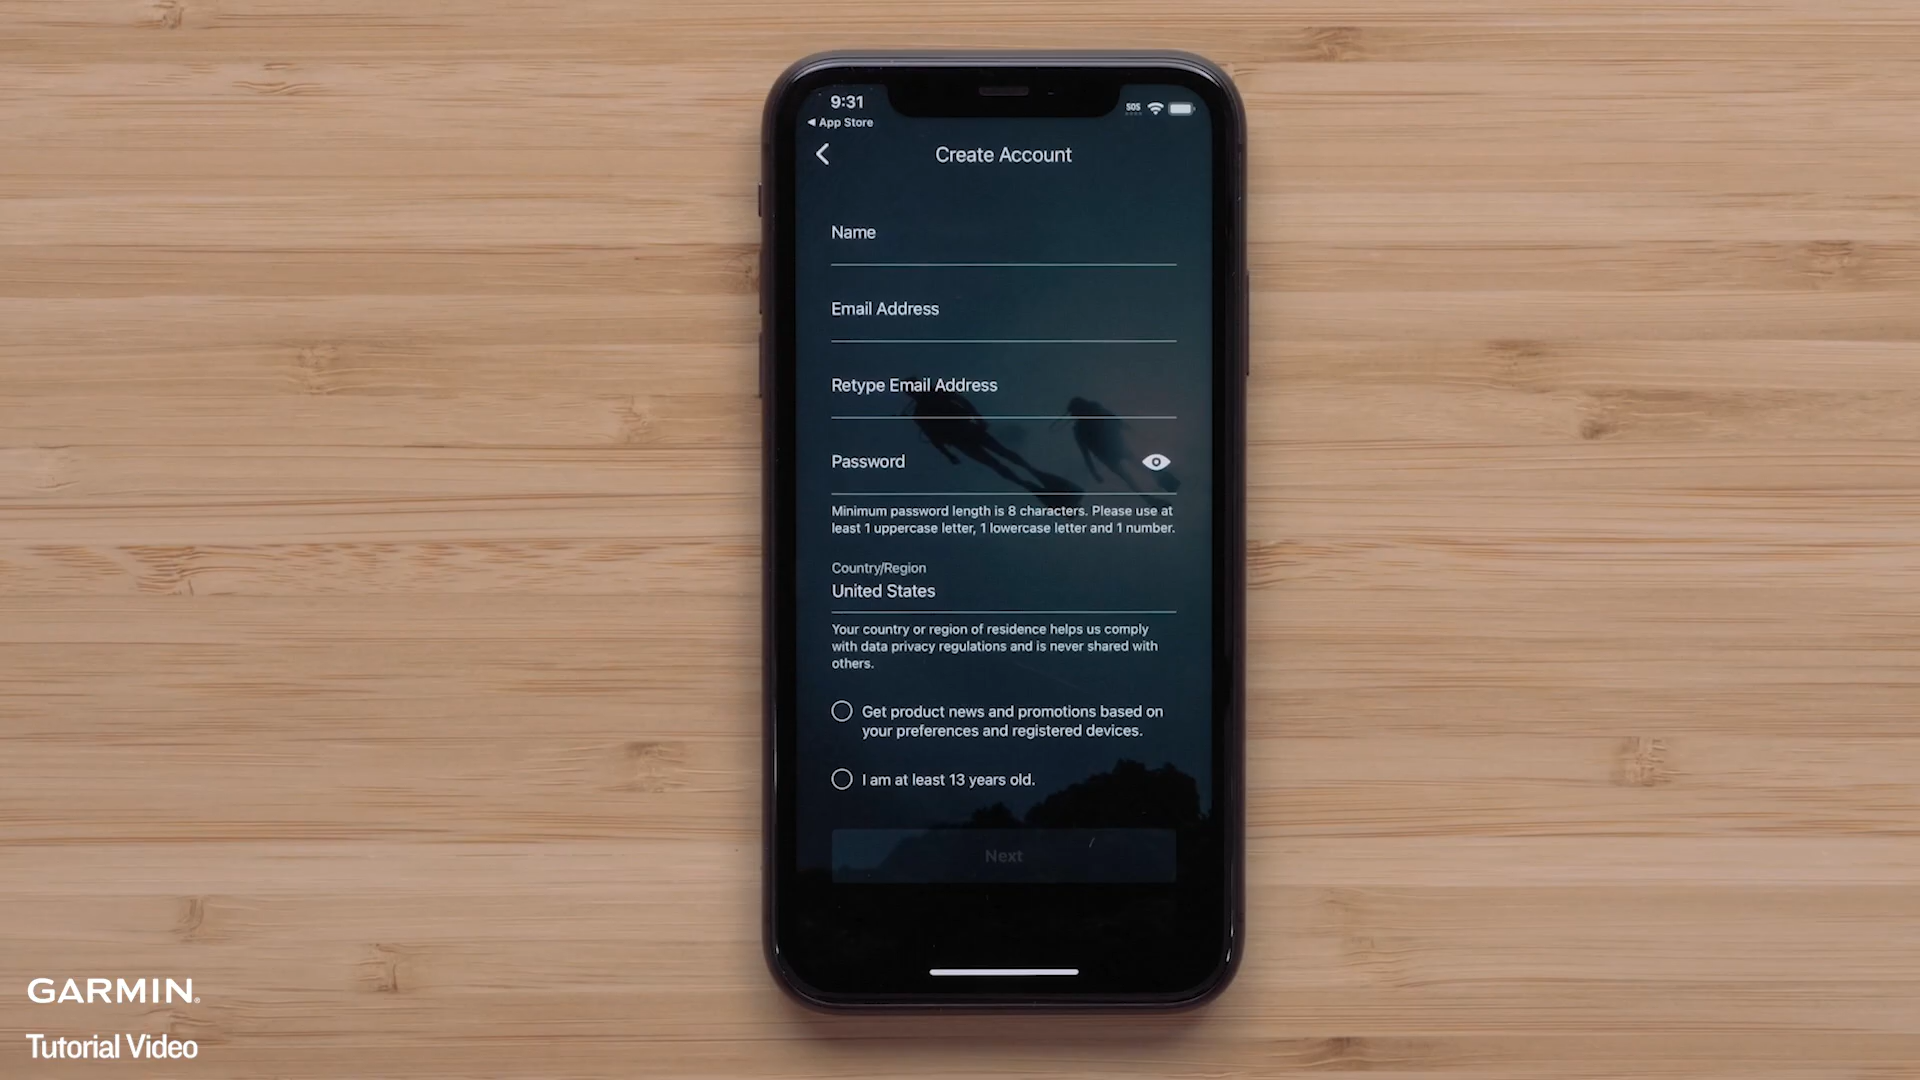 9:31
SOS
◀ App Store
Create Account
Name
Email Address
Retype Email Address
Password
Minimum password length is 8 characters. Please use at
least 1 uppercase letter, 1 lowercase letter and 1 number.
Country/Region
United States
Your country or region of residence helps us comply
with data privacy regulations and is never shared with
others.
Get product news and promotions based on
your preferences and registered devices.
I am at least 13 years old.
Next
GARMIN®
Tutorial Video